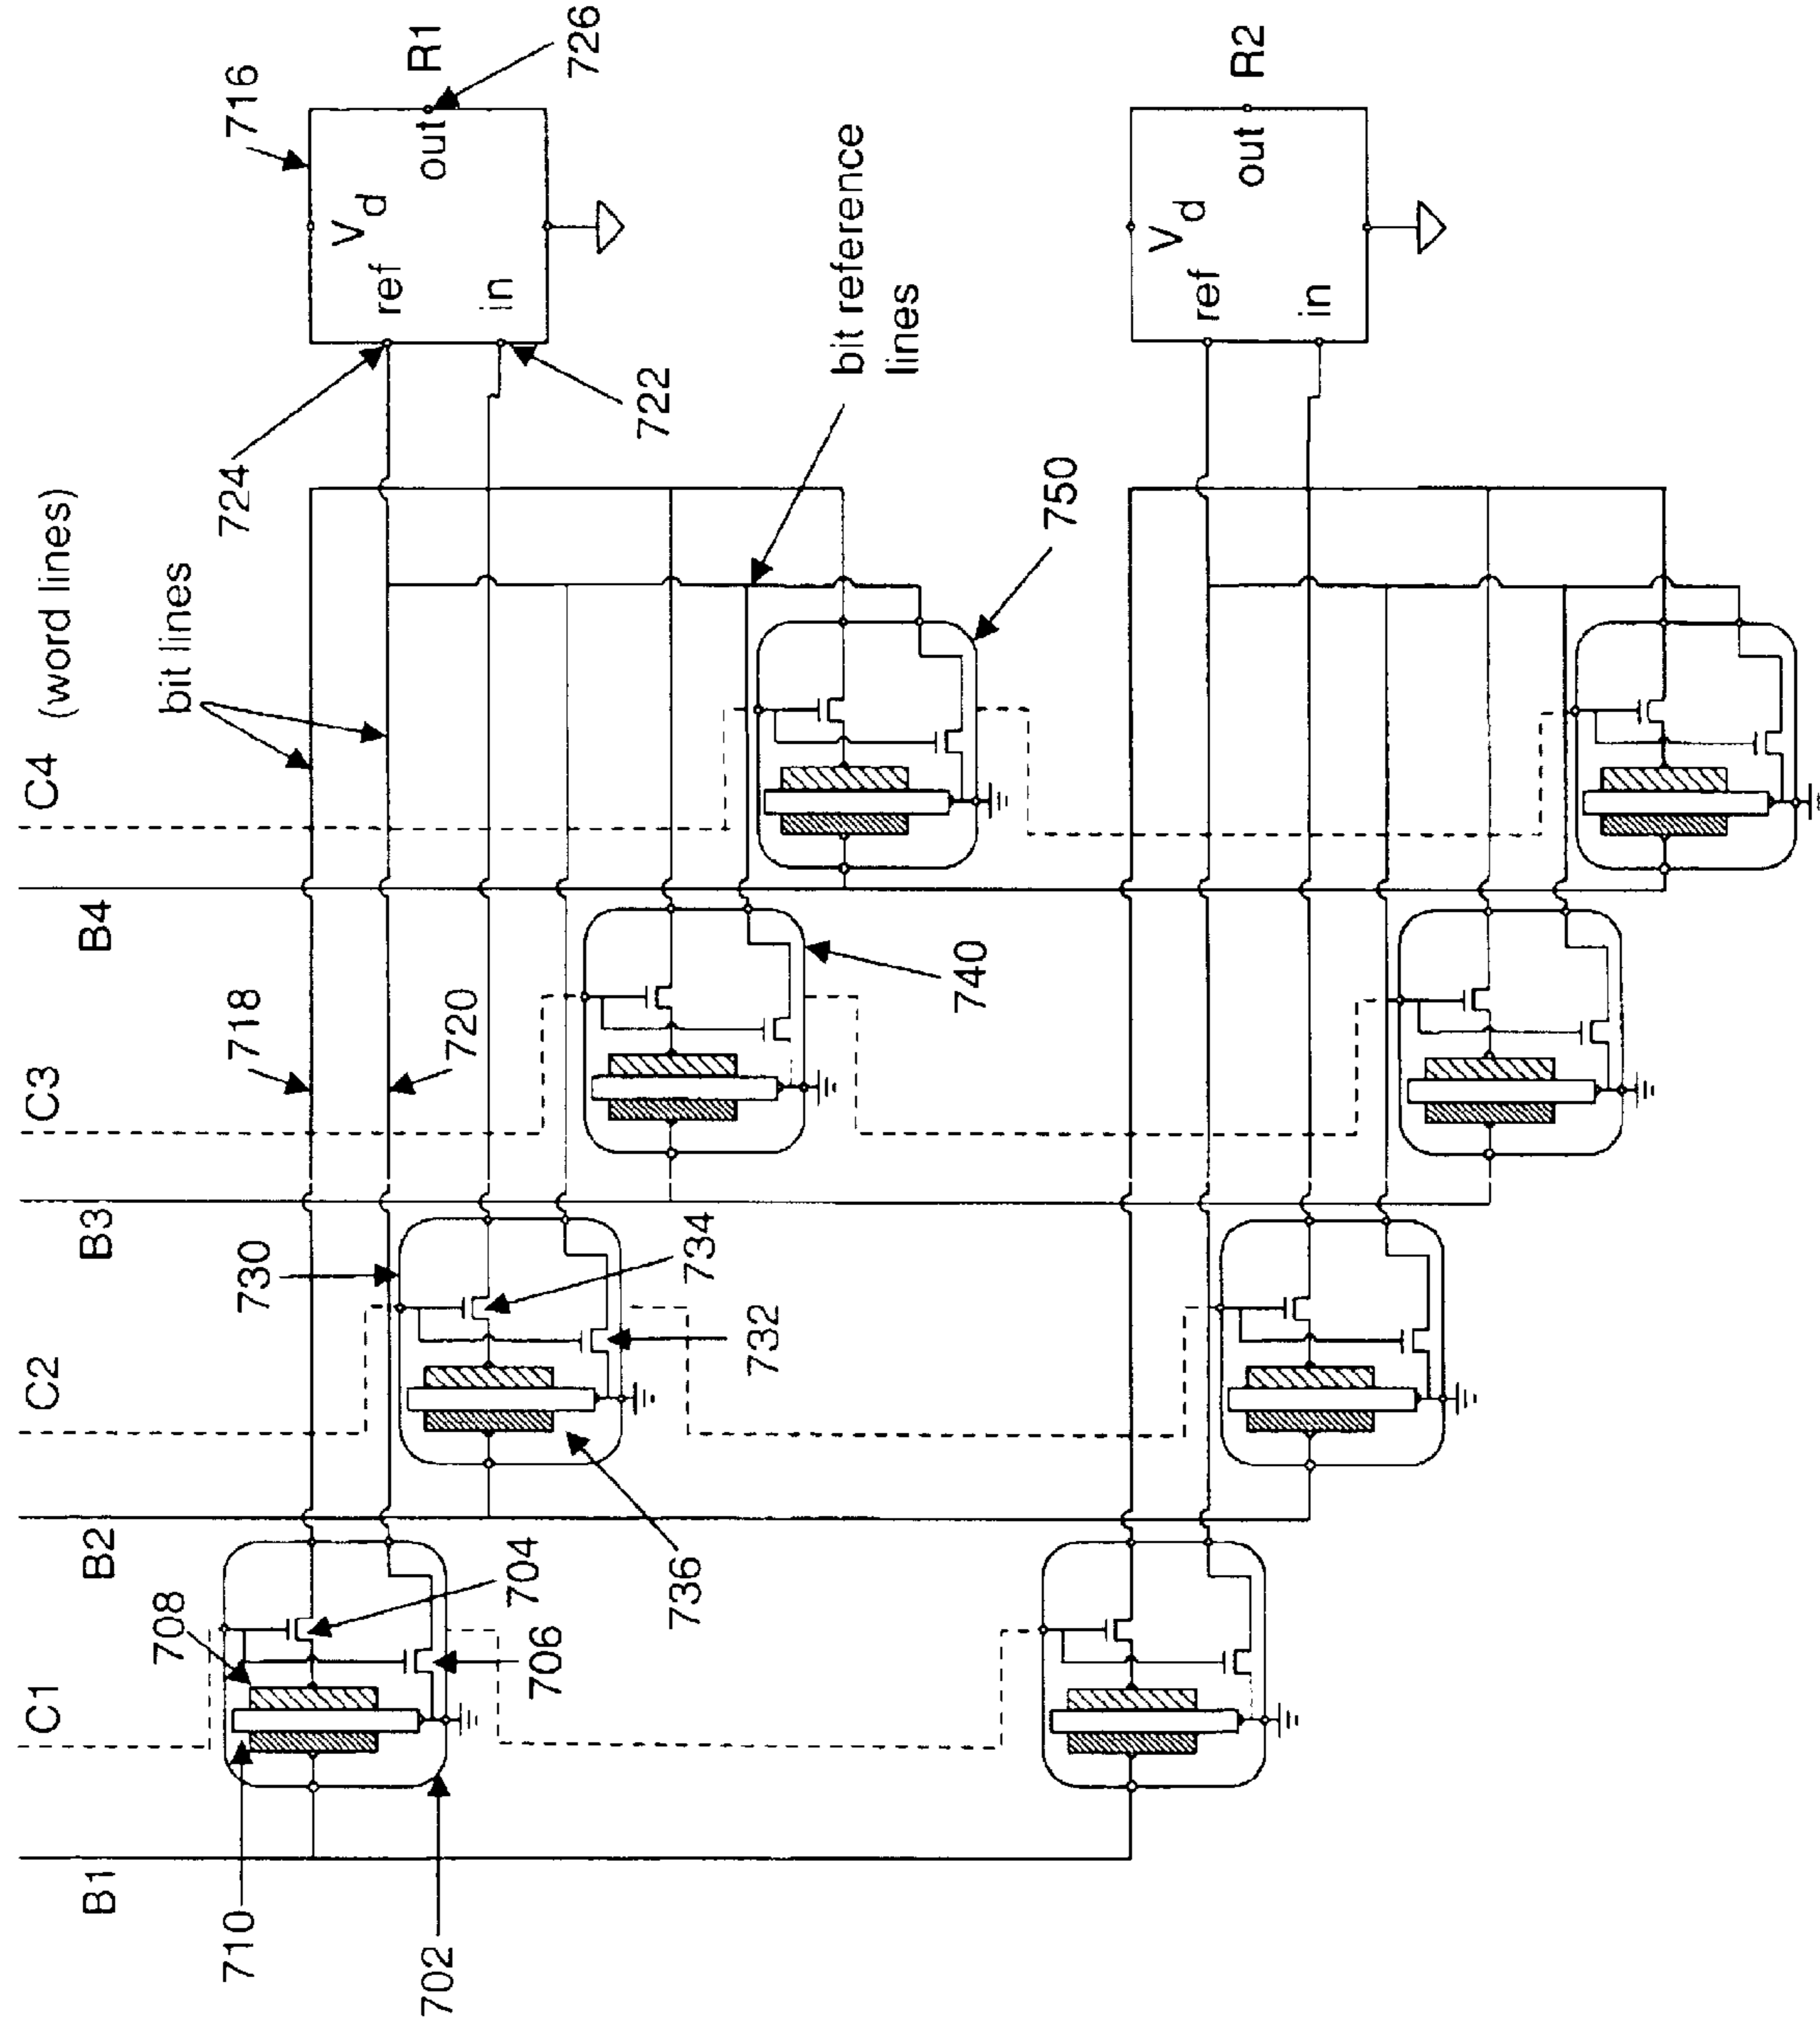 C1
C2
C3
C4 (word lines)
B1
B2
B3
B4
bit lines
bit reference
lines
702
704
706
708
710
716
718
720
722
724
726
730
732
734
736
740
750
V
d
ref
in
out
R1
V
d
ref
in
out
R2